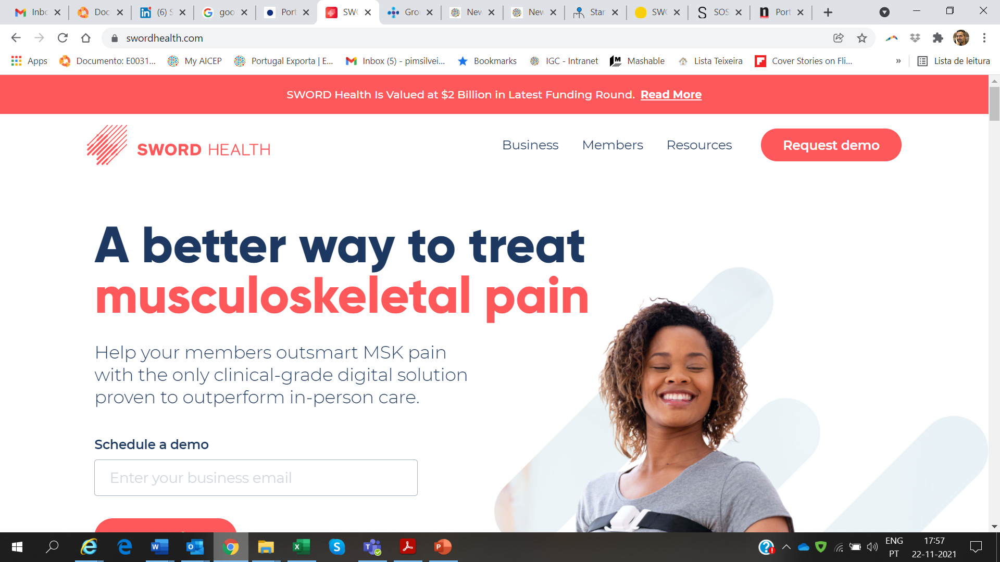 Inbc
Doc
(6) S
goo
Port
SWO
Gro
New
New
Star
SWO
SOS
Port
swordhealth.com
Apps
Documento: E0031...
My AICEP
Portugal Exporta | E...
Inbox (5) - pimsilvei...
Bookmarks
IGC - Intranet
Mashable
Lista Teixeira
Cover Stories on Fli...
»
Lista de leitura
SWORD Health Is Valued at $2 Billion in Latest Funding Round. Read More
SWORD HEALTH
Business
Members
Resources
Request demo
A better way to treat
musculoskeletal pain
Help your members outsmart MSK pain
with the only clinical-grade digital solution
proven to outperform in-person care.
Schedule a demo
Enter your business email
ENG
PT
17:57
22-11-2021